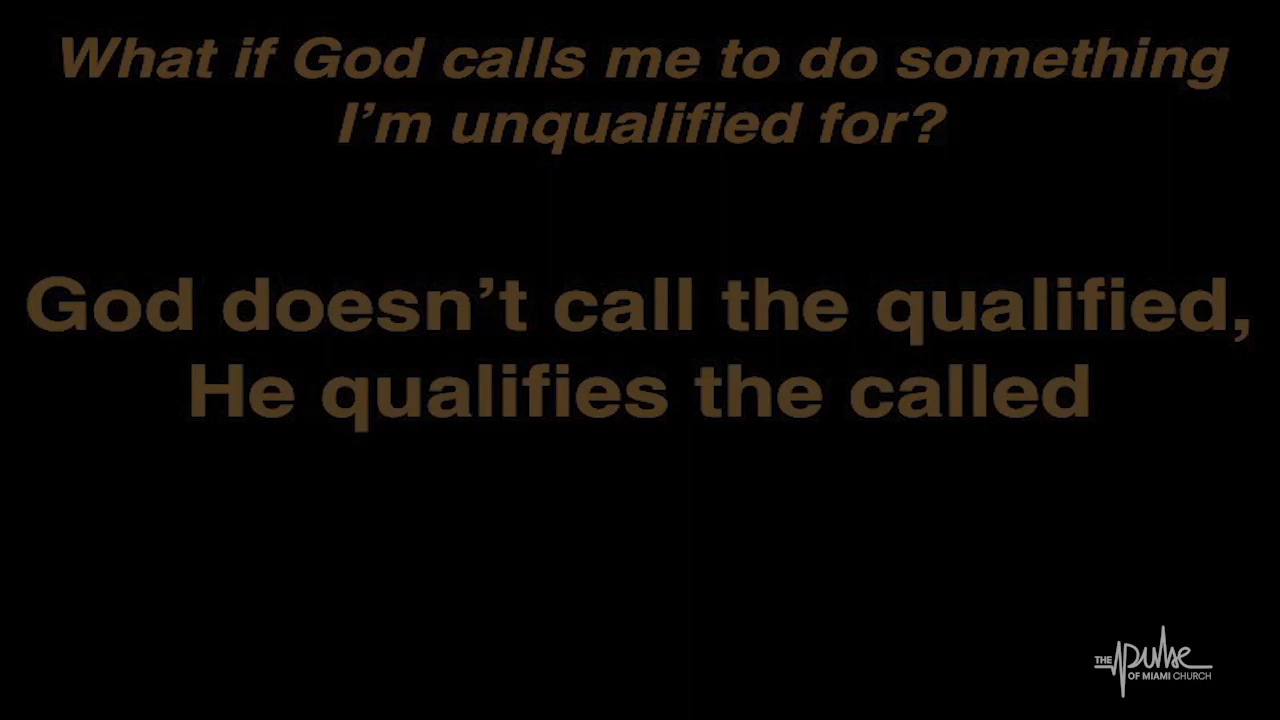 What if God calls me to do something
I’m unqualified for?
God doesn’t call the qualified,
He qualifies the called
THE pulse
OF MIAMI CHURCH